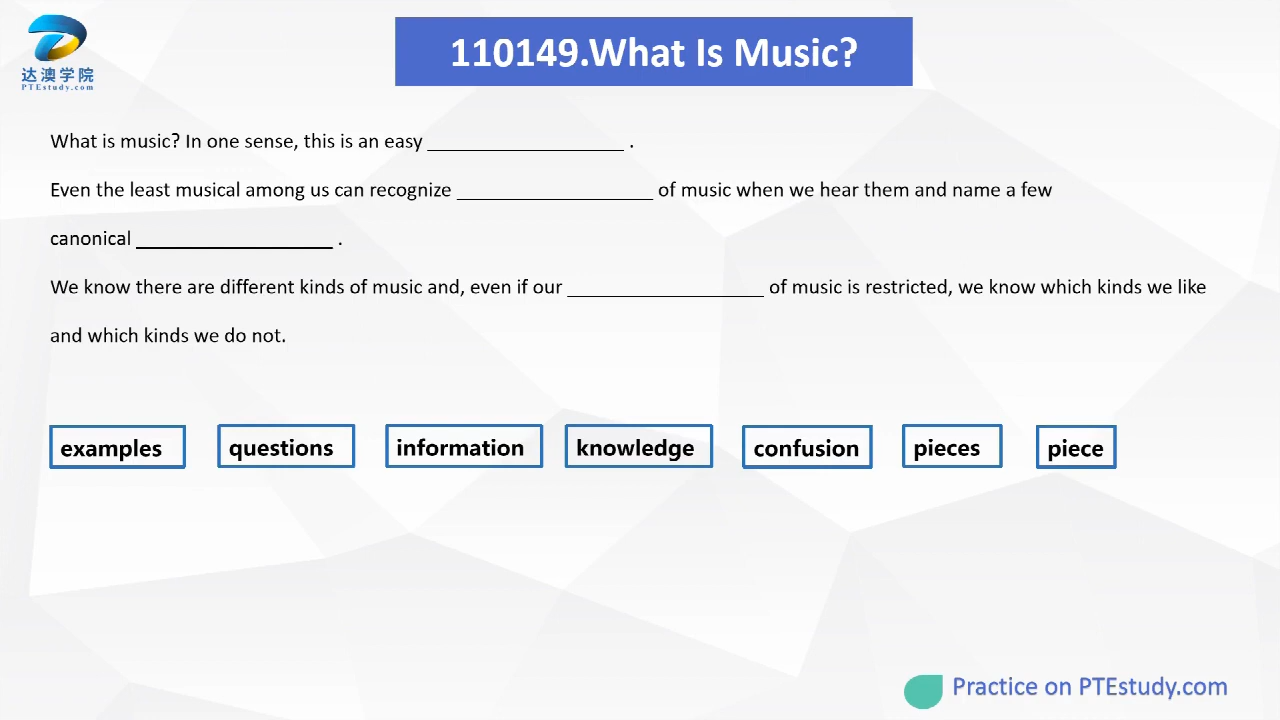 达澳学院
PTEstudy.com
110149.What Is Music?
What is music? In one sense, this is an easy ____________________ .
Even the least musical among us can recognize ____________________ of music when we hear them and name a few
canonical ____________________ .
We know there are different kinds of music and, even if our ____________________ of music is restricted, we know which kinds we like
and which kinds we do not.
examples questions information knowledge confusion pieces piece
Practice on PTEstudy.com